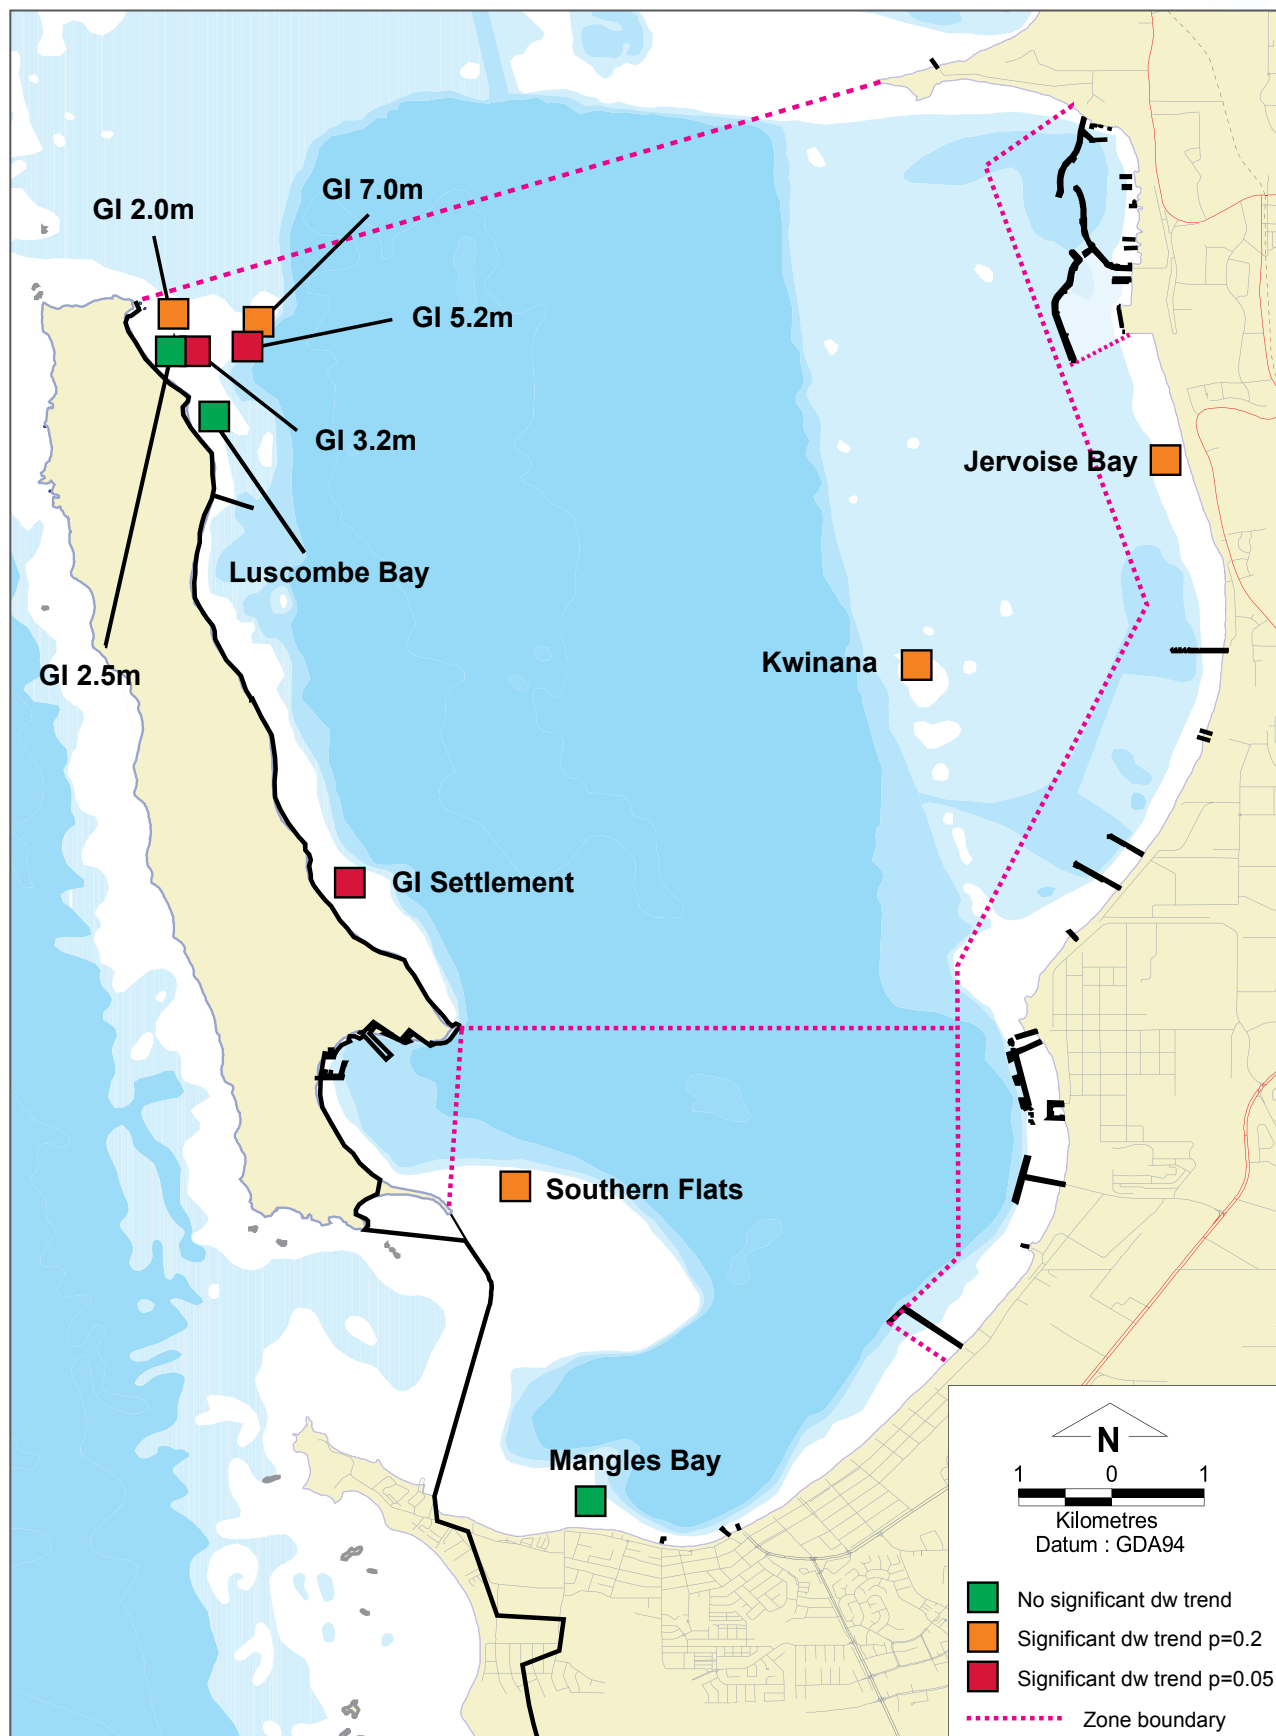 GI 7.0m
GI 2.0m
GI 5.2m
GI 3.2m
Jervoise Bay
Luscombe Bay
Kwinana
GI 2.5m
GI Settlement
Southern Flats
Mangles Bay
N
1 0 1
Kilometres
Datum : GDA94
No significant dw trend
Significant dw trend p=0.2
Significant dw trend p=0.05
Zone boundary